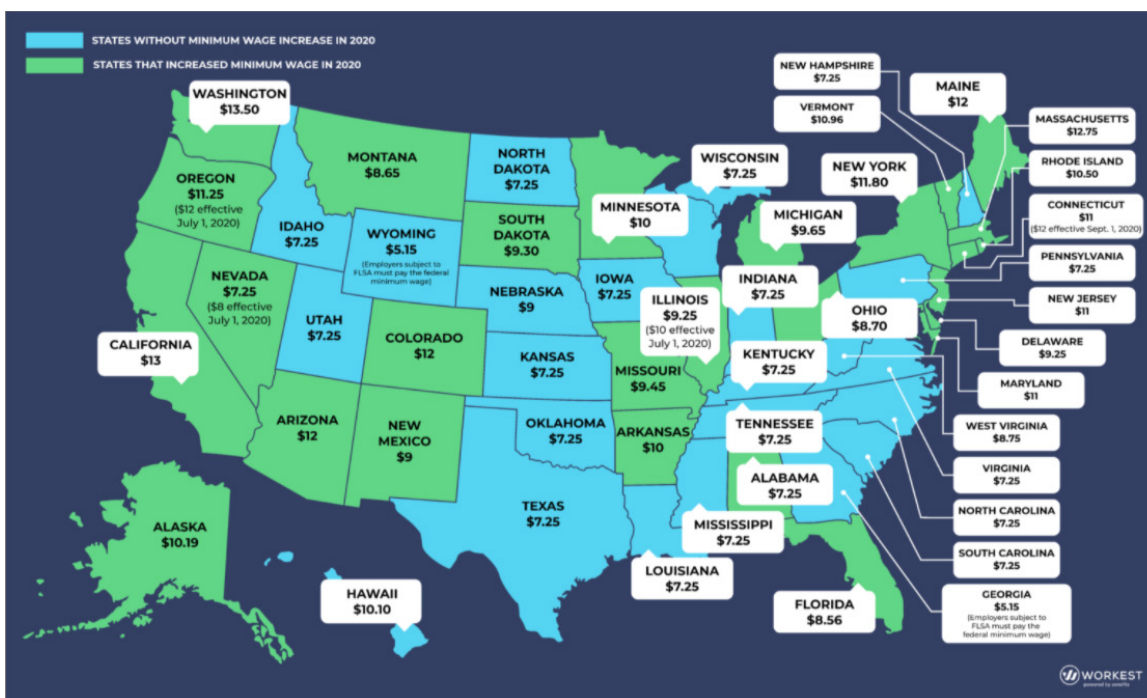 STATES WITHOUT MINIMUM WAGE INCREASE IN 2020
STATES THAT INCREASED MINIMUM WAGE IN 2020
WASHINGTON
$13.50
OREGON
$11.25
($12 effective
July 1, 2020)
CALIFORNIA
$13
NEVADA
$7.25
($8 effective
July 1, 2020)
IDAHO
$7.25
MONTANA
$8.65
WYOMING
$5.15
(Employers subject to
FLSA must pay the federal
minimum wage)
UTAH
$7.25
COLORADO
$12
ARIZONA
$12
NEW
MEXICO
$9
NORTH
DAKOTA
$7.25
SOUTH
DAKOTA
$9.30
NEBRASKA
$9
KANSAS
$7.25
OKLAHOMA
$7.25
TEXAS
$7.25
MINNESOTA
$10
IOWA
$7.25
MISSOURI
$9.45
ARKANSAS
$10
LOUISIANA
$7.25
WISCONSIN
$7.25
ILLINOIS
$9.25
($10 effective
July 1, 2020)
MICHIGAN
$9.65
INDIANA
$7.25
OHIO
$8.70
KENTUCKY
$7.25
TENNESSEE
$7.25
ALABAMA
$7.25
MISSISSIPPI
$7.25
FLORIDA
$8.56
ALASKA
$10.19
HAWAII
$10.10
NEW HAMPSHIRE
$7.25
VERMONT
$10.96
MAINE
$12
NEW YORK
$11.80
MASSACHUSETTS
$12.75
RHODE ISLAND
$10.50
CONNECTICUT
$11
($12 effective Sept. 1, 2020)
PENNSYLVANIA
$7.25
NEW JERSEY
$11
DELAWARE
$9.25
MARYLAND
$11
WEST VIRGINIA
$8.75
VIRGINIA
$7.25
NORTH CAROLINA
$7.25
SOUTH CAROLINA
$7.25
GEORGIA
$5.15
(Employers subject to
FLSA must pay the
federal minimum wage)
WORKEST
powered by zenefits